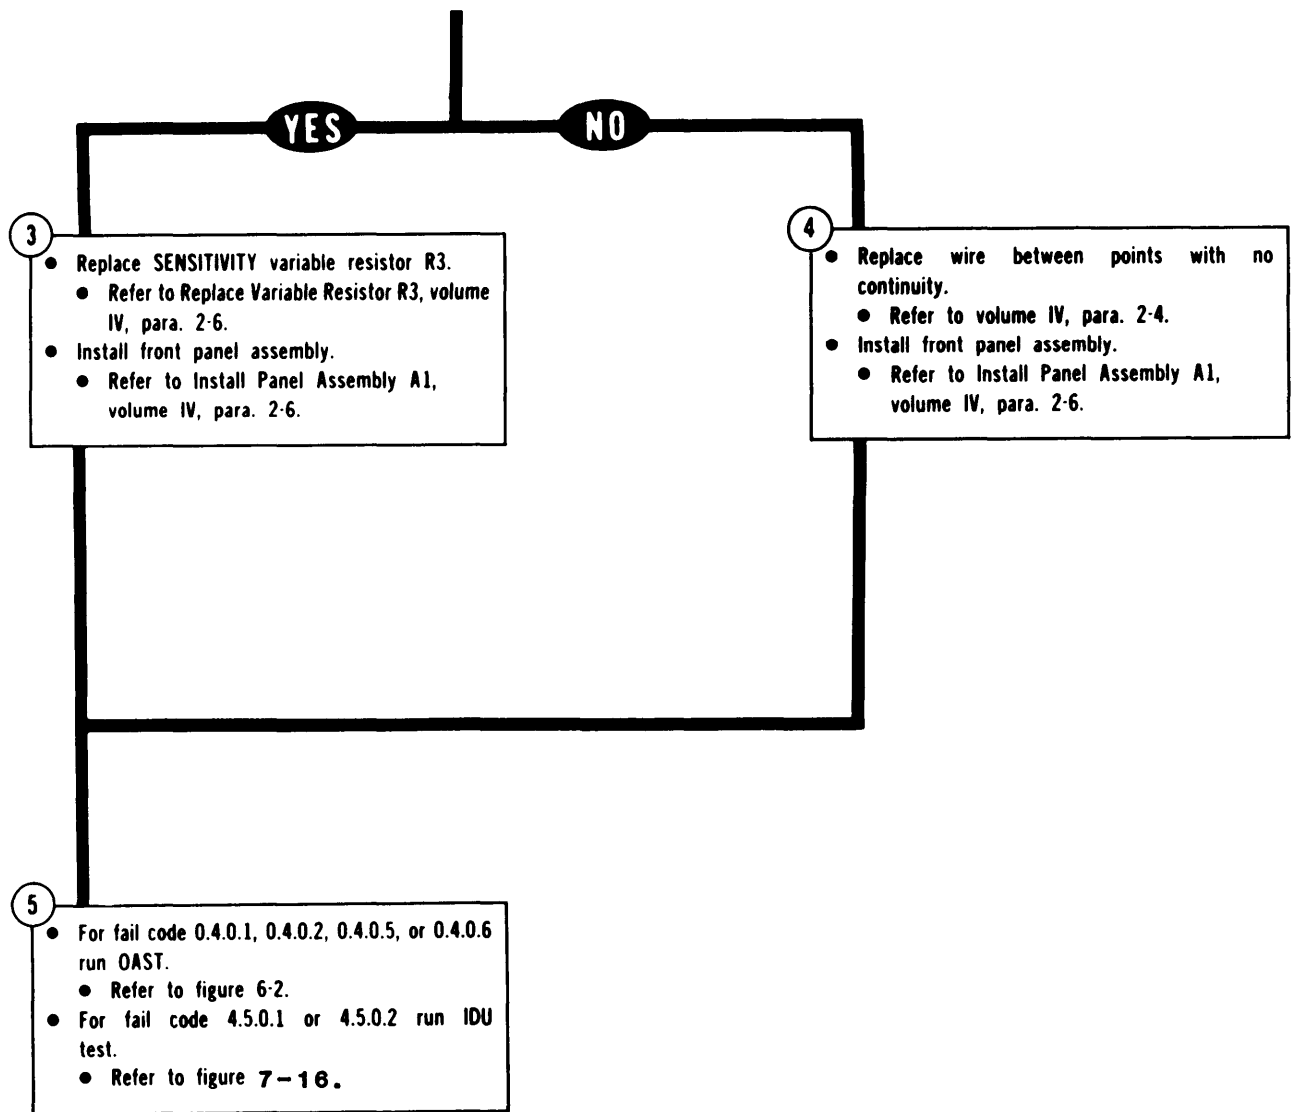 YES
NO
3
● Replace SENSITIVITY variable resistor R3.
● Refer to Replace Variable Resistor R3, volume
IV, para. 2-6.
● Install front panel assembly.
● Refer to Install Panel Assembly A1,
volume IV, para. 2-6.
4
● Replace wire between points with no
continuity.
● Refer to volume IV, para. 2-4.
● Install front panel assembly.
● Refer to Install Panel Assembly A1,
volume IV, para. 2-6.
5
● For fail code 0.4.0.1, 0.4.0.2, 0.4.0.5, or 0.4.0.6
run OAST.
● Refer to figure 6-2.
● For fail code 4.5.0.1 or 4.5.0.2 run IDU
test.
● Refer to figure 7-16.